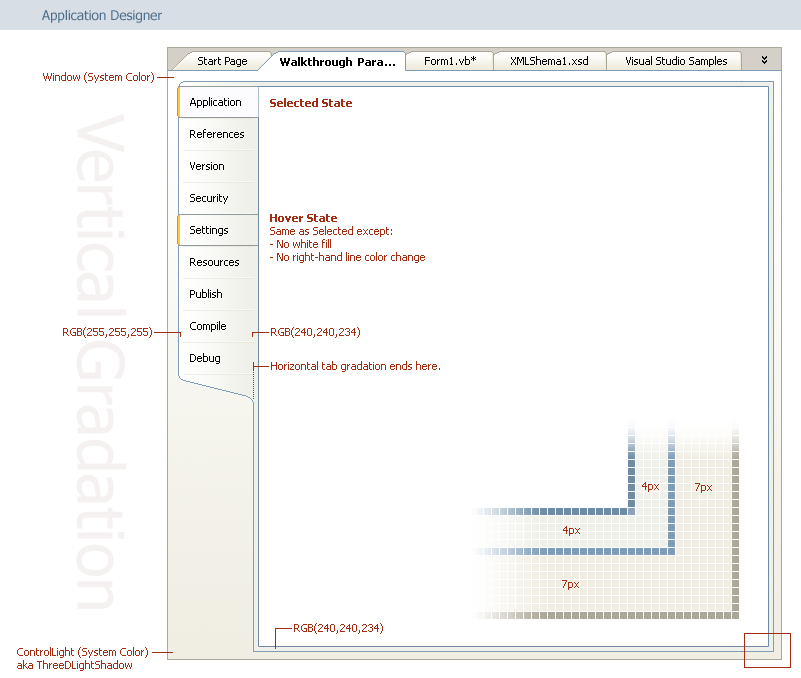 Application Designer
Start Page
Walkthrough Para...
Form1.vb*
XMLShema1.xsd
Visual Studio Samples
Window (System Color)
Application
Selected State
References
Version
Security
Settings
Hover State
Same as Selected except:
- No white fill
- No right-hand line color change
Resources
Publish
Compile
RGB(255,255,255)
RGB(240,240,234)
Debug
Horizontal tab gradation ends here.
Vertical Gradation
4px
7px
4px
7px
RGB(240,240,234)
ControlLight (System Color)
aka ThreeDLightShadow